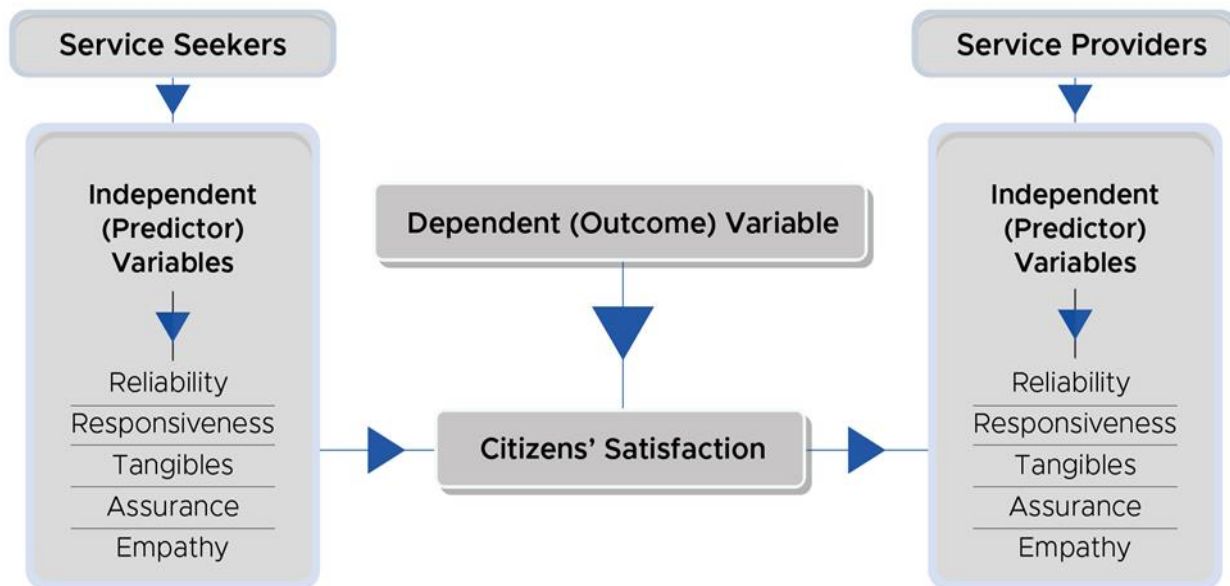 Service Seekers
Independent
(Predictor)
Variables
Reliability
Responsiveness
Tangibles
Assurance
Empathy
Dependent (Outcome) Variable
Citizens’ Satisfaction
Service Providers
Independent
(Predictor)
Variables
Reliability
Responsiveness
Tangibles
Assurance
Empathy